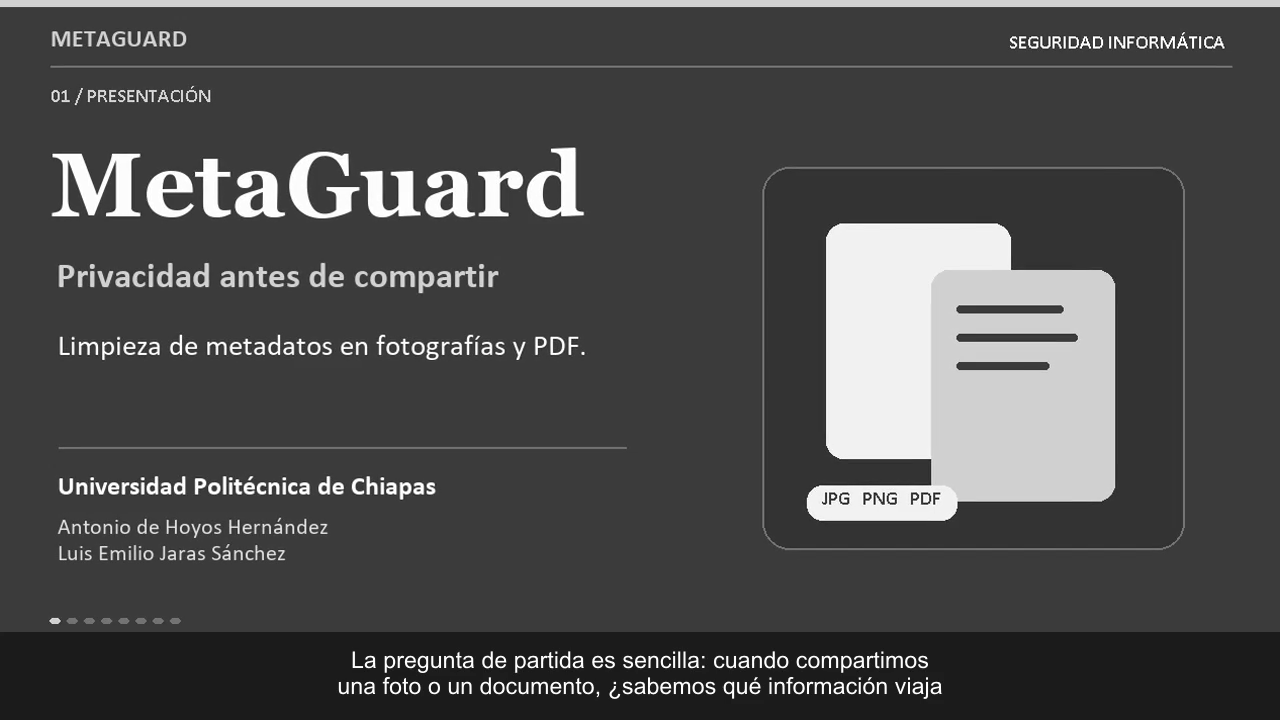 METAGUARD
SEGURIDAD INFORMÁTICA
01 / PRESENTACIÓN
MetaGuard
Privacidad antes de compartir
Limpieza de metadatos en fotografías y PDF.
Universidad Politécnica de Chiapas
Antonio de Hoyos Hernández
Luis Emilio Jaras Sánchez
JPG PNG PDF
La pregunta de partida es sencilla: cuando compartimos
una foto o un documento, ¿sabemos qué información viaja